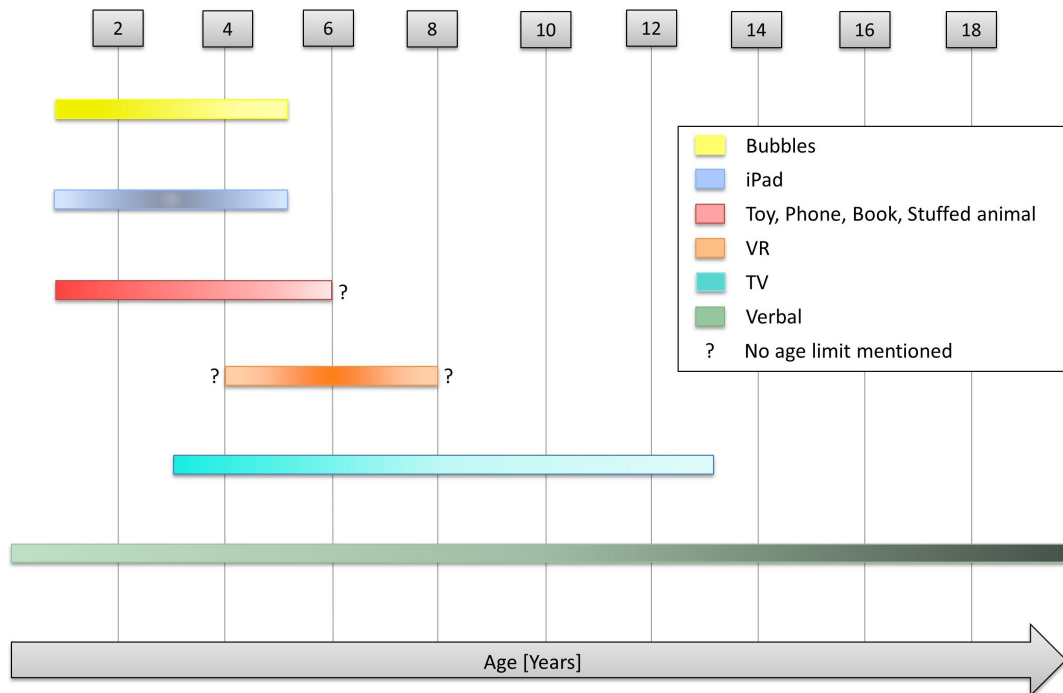 2 4 6 8 10 12 14 16 18
Bubbles
iPad
Toy, Phone, Book, Stuffed animal
VR
TV
Verbal
? No age limit mentioned
?
? ?
Age [Years]